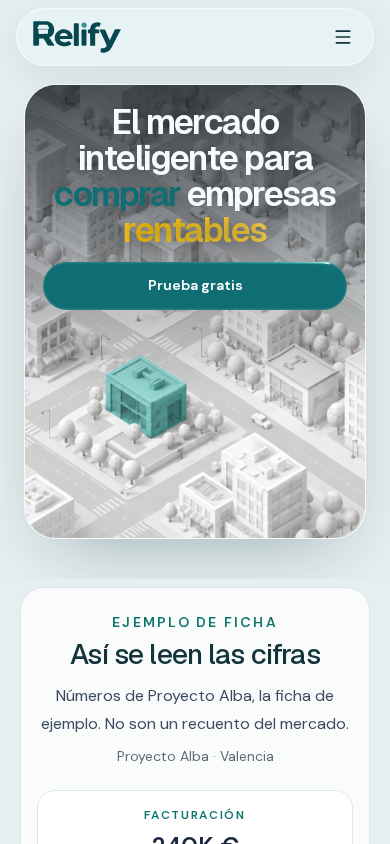 Relify
El mercado
inteligente para
comprar empresas
rentables
Prueba gratis
EJEMPLO DE FICHA
Así se leen las cifras
Números de Proyecto Alba, la ficha de
ejemplo. No son un recuento del mercado.
Proyecto Alba · Valencia
FACTURACIÓN
240K €